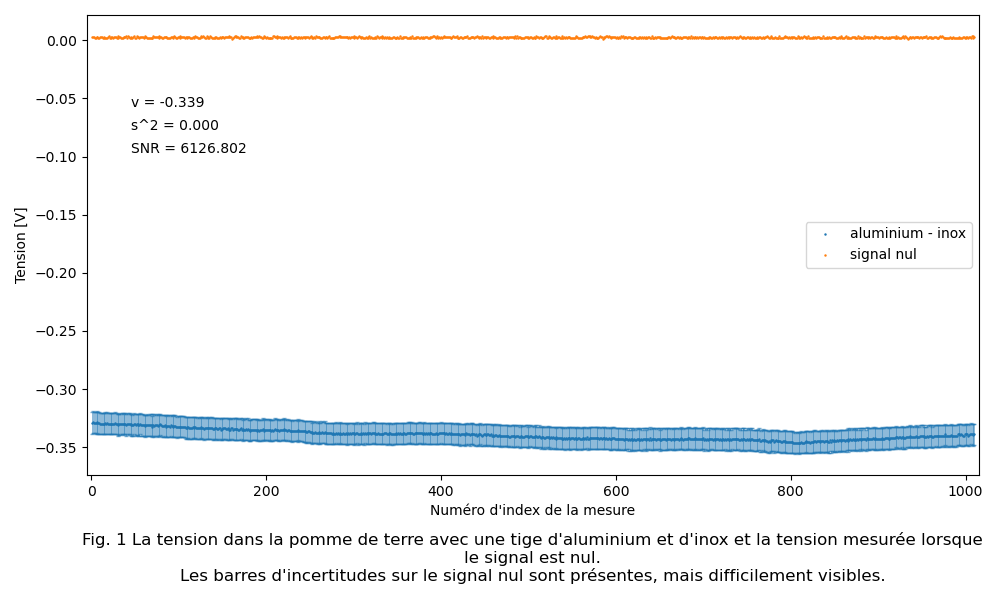 0.00
−0.05
−0.10
−0.15
−0.20
−0.25
−0.30
−0.35
Tension [V]
v = -0.339
s^2 = 0.000
SNR = 6126.802
aluminium - inox
signal nul
0
200
400
600
800
1000
Numéro d'index de la mesure
Fig. 1 La tension dans la pomme de terre avec une tige d'aluminium et d'inox et la tension mesurée lorsque
le signal est nul.
Les barres d'incertitudes sur le signal nul sont présentes, mais difficilement visibles.